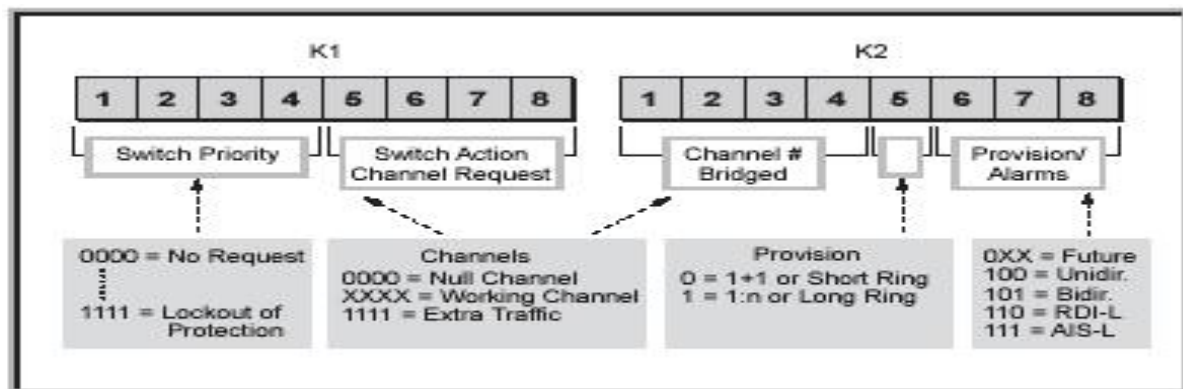 K1 K2
1 2 3 4 5 6 7 8 1 2 3 4 5 6 7 8
Switch Priority
Switch Action
Channel Request
Channel #
Bridged
Provision/
Alarms
0000 = No Request
1111 = Lockout of
Protection
Channels
0000 = Null Channel
XXXX = Working Channel
1111 = Extra Traffic
Provision
0 = 1+1 or Short Ring
1 = 1:n or Long Ring
0XX = Future
100 = Unidir.
101 = Bidir.
110 = RDI-L
111 = AIS-L